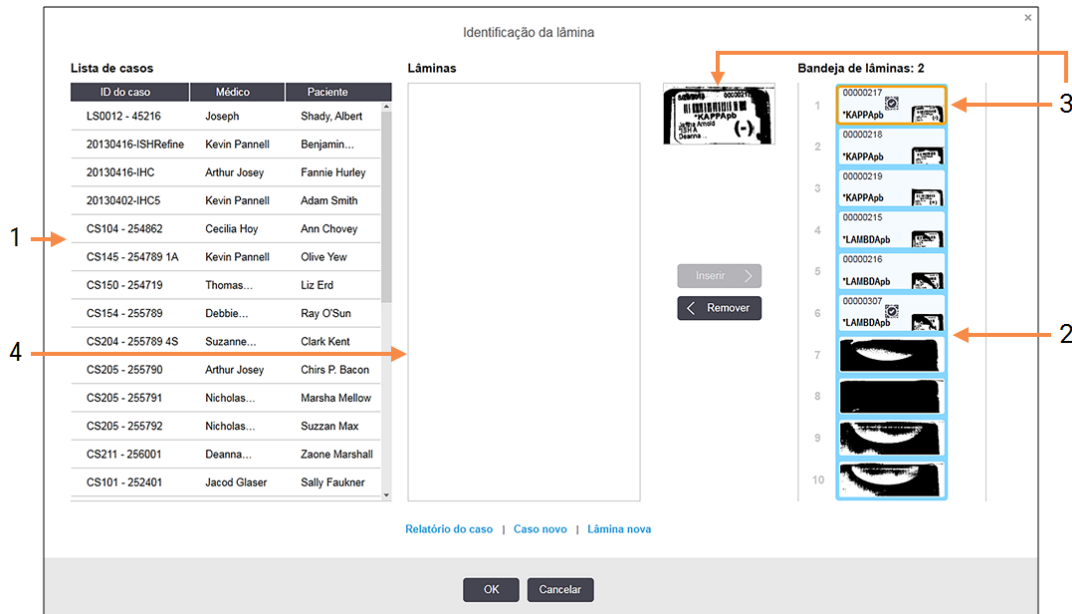 ×
Identificação da lâmina
Lista de casos
Lâminas
Bandeja de lâminas: 2
ID do caso Médico Paciente
LS0012 - 45216 Joseph Shady, Albert
20130416-ISHRefine Kevin Pannell Benjamin...
20130416-IHC Arthur Josey Fannie Hurley
20130402-IHC5 Kevin Pannell Adam Smith
CS104 - 254862 Cecilia Hoy Ann Chovey
CS145 - 254789 1A Kevin Pannell Olive Yew
CS150 - 254719 Thomas... Liz Erd
CS154 - 255789 Debbie... Ray O'Sun
CS204 - 255789 4S Suzanne... Clark Kent
CS205 - 255790 Arthur Josey Chirs P. Bacon
CS205 - 255791 Nicholas... Marsha Mellow
CS205 - 255792 Nicholas... Suzzan Max
CS211 - 256001 Deanna... Zaone Marshall
CS101 - 252401 Jacod Glaser Sally Faukner
*KAPPApb
Jeffna Arnold
*ISH A
Deanna ...
(-)
Inserir >
< Remover
1
00000217
*KAPPApb
2
00000218
*KAPPApb
3
00000219
*KAPPApb
4
00000215
*LAMBDApb
5
00000216
*LAMBDApb
6
00000307
*LAMBDApb
7
8
9
10
1
4
3
2
Relatório do caso | Caso novo | Lâmina nova
OK Cancelar